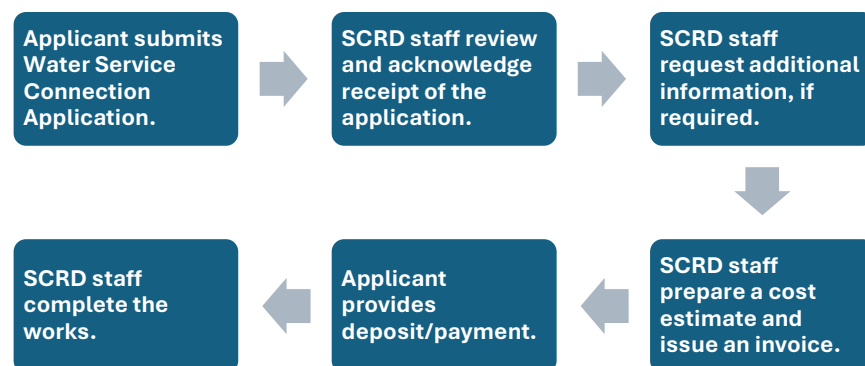 Applicant submits
Water Service
Connection
Application.
SCRD staff review
and acknowledge
receipt of the
application.
SCRD staff
request additional
information, if
required.
SCRD staff
prepare a cost
estimate and
issue an invoice.
Applicant
provides
deposit/payment.
SCRD staff
complete the
works.